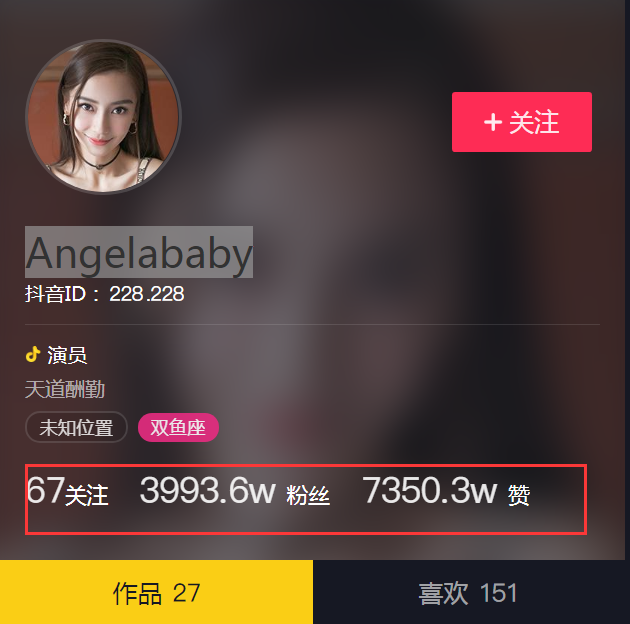 + 关注
Angelababy
抖音ID： 228.228
演员
天道酬勤
未知位置 双鱼座
67关注 3993.6w 粉丝 7350.3w 赞
作品 27 喜欢 151